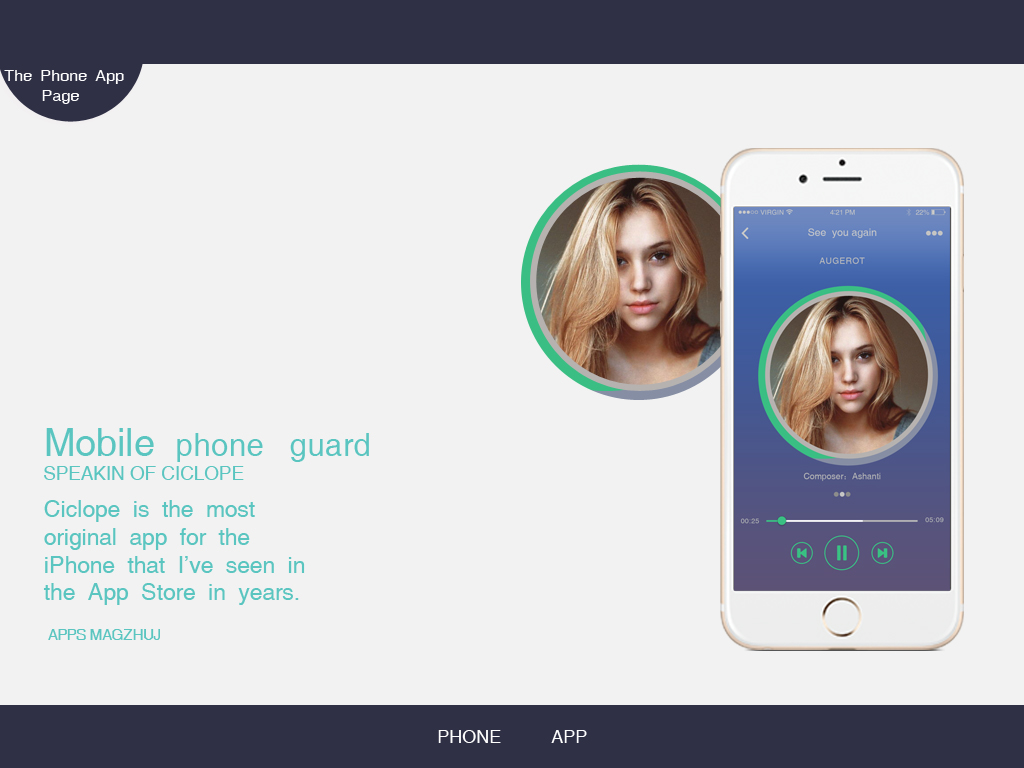 The Phone App
Page
VIRGIN 4:21 PM 22%
See you again
AUGEROT
Composer: Ashanti
00:25 05:09
Mobile phone guard
SPEAKIN OF CICLOPE
Ciclope is the most
original app for the
iPhone that I’ve seen in
the App Store in years.
APPS MAGZHUJ
PHONE APP